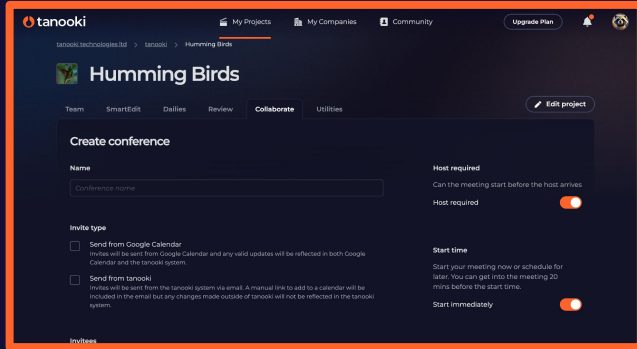 tanooki
My Projects
My Companies
Community
Upgrade Plan
tanooki technologies ltd > tanooki > Humming Birds
Humming Birds
Team
SmartEdit
Dailies
Review
Collaborate
Utilities
Edit project
Create conference
Name
Conference name
Invite type
Send from Google Calendar
Invites will be sent from Google Calendar and any valid updates will be reflected in both Google
Calendar and the tanooki system.
Send from tanooki
Invites will be sent from the tanooki system via email. A manual link to add to a calendar will be
included in the email but any changes made outside of tanooki will not be reflected in the tanooki
system.
Invitees
Host required
Can the meeting start before the host arrives
Host required
Start time
Start your meeting now or schedule for
later. You can get into the meeting 20
mins before the start time.
Start immediately